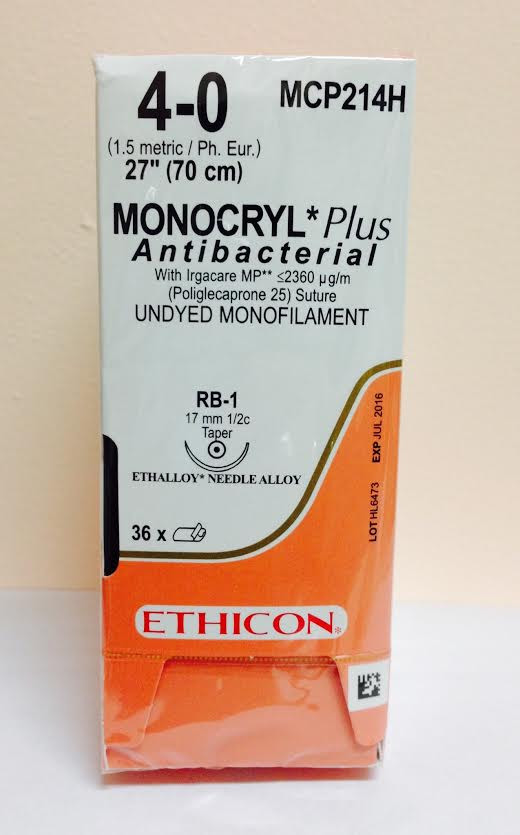 4-0
MCP214H
(1.5 metric / Ph. Eur.)
27" (70 cm)
MONOCRYL* Plus
Antibacterial
With Irgacare MP** ≤2360 µg/m
(Poliglecaprone 25) Suture
UNDYED MONOFILAMENT
RB-1
17 mm 1/2c
Taper
ETHALLOY* NEEDLE ALLOY
36 x
LOT HL6473 EXP JUL 2016
ETHICON*